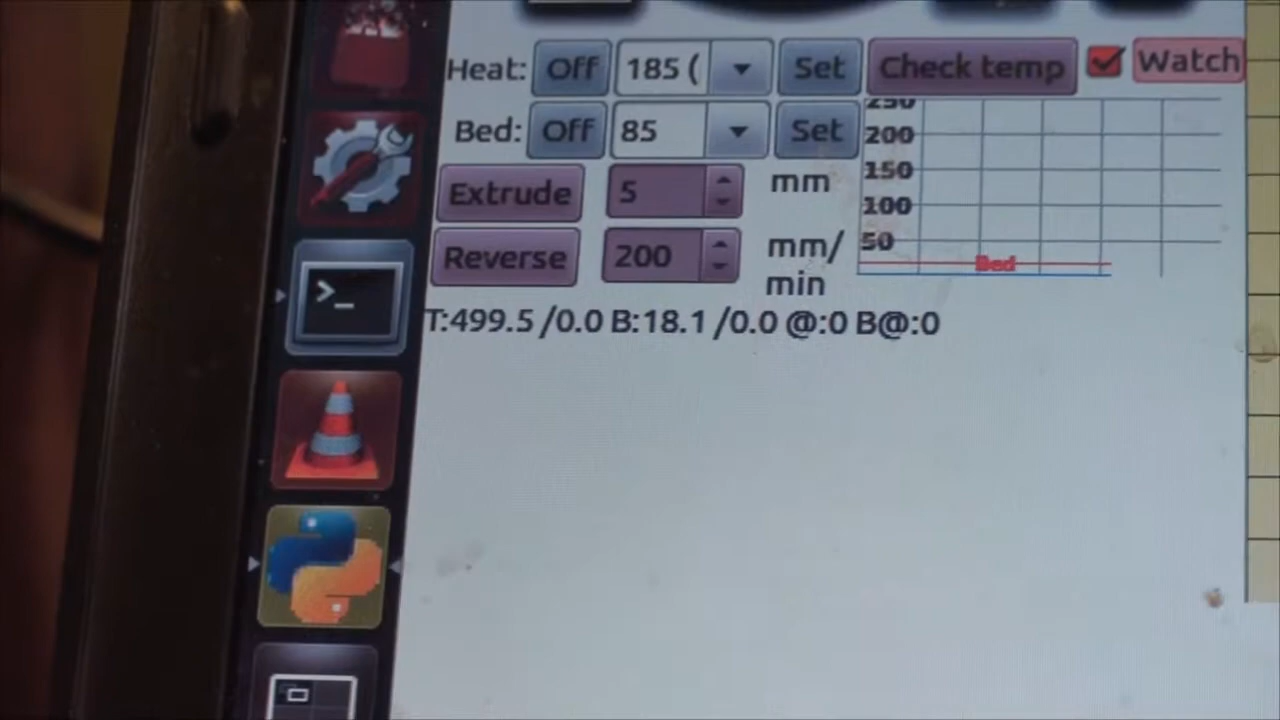 Heat: Off 185 ( Set Check temp Watch
Bed: Off 85 Set
250
200
150
100
50
Bed
Extrude 5 mm
Reverse 200 mm/
min
T:499.5 /0.0 B:18.1 /0.0 @:0 B@:0
>_